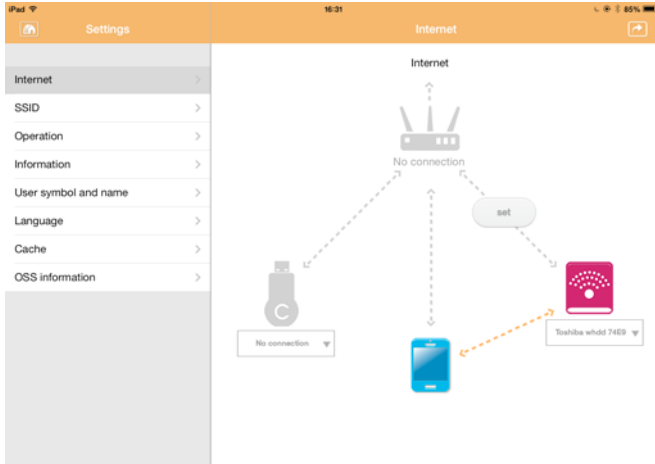 iPad 16:31 85%
Settings
Internet
Internet
SSID
Operation
Information
User symbol and name
Language
Cache
OSS information
Internet
No connection
set
C
No connection
Toshiba whdd 74E9